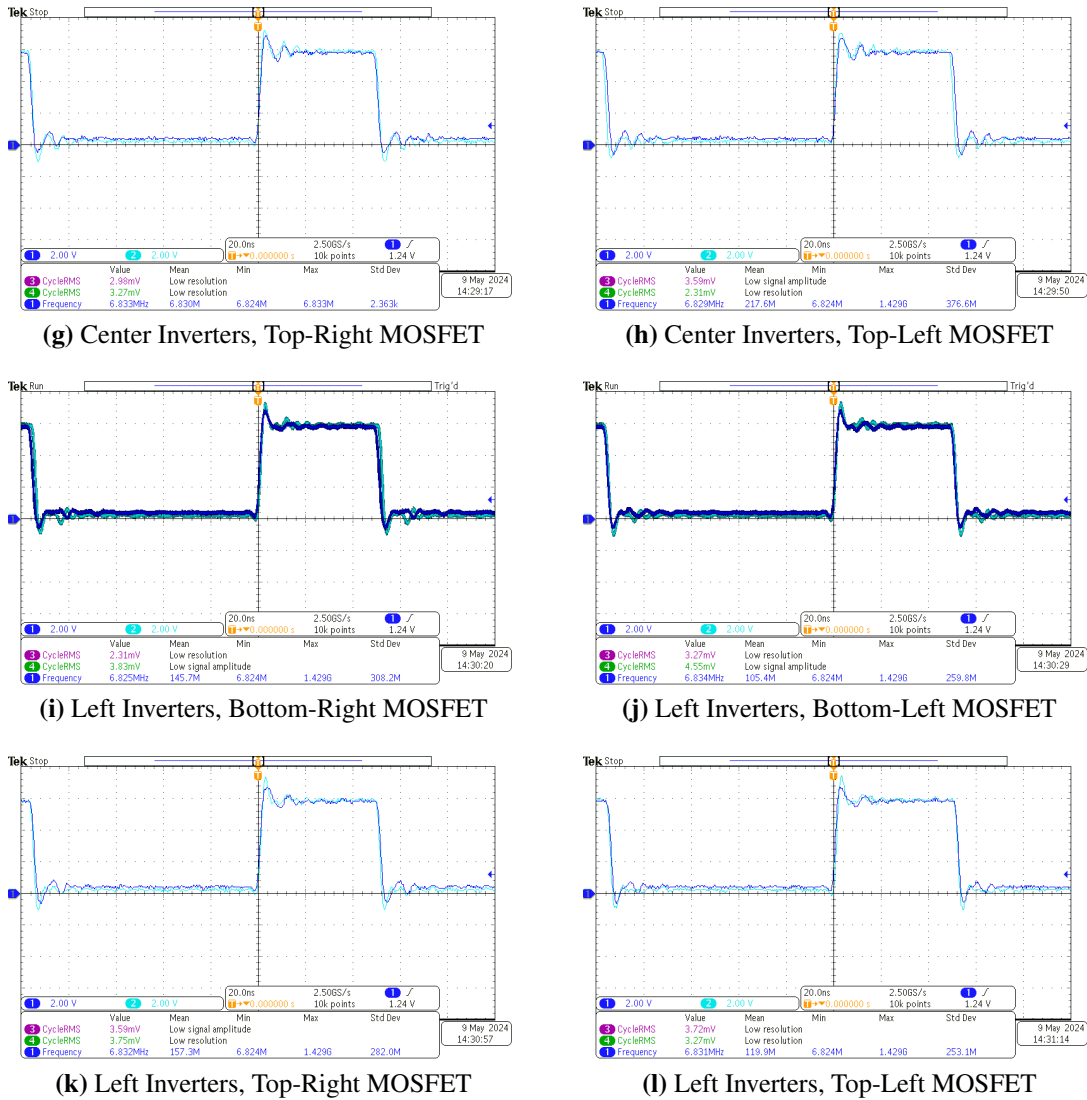 Tek Stop
T
T
1
1 2.00 V 2 2.00 V 20.0ns 2.50GS/s 1 1.24 V
T→▼0.000000 s 10k points
Value Mean Min Max Std Dev
3 CycleRMS 2.98mV Low resolution
4 CycleRMS 3.27mV Low resolution
1 Frequency 6.833MHz 6.830M 6.824M 6.833M 2.363k
9 May 2024
14:29:17
(g) Center Inverters, Top-Right MOSFET
Tek Stop
T
T
1
1 2.00 V 2 2.00 V 20.0ns 2.50GS/s 1 1.24 V
T→▼0.000000 s 10k points
Value Mean Min Max Std Dev
3 CycleRMS 3.59mV Low signal amplitude
4 CycleRMS 2.31mV Low resolution
1 Frequency 6.829MHz 217.6M 6.824M 1.429G 376.6M
9 May 2024
14:29:50
(h) Center Inverters, Top-Left MOSFET
Tek Run Trig'd
T
T
1
1 2.00 V 2 2.00 V 20.0ns 2.50GS/s 1 1.24 V
T→▼0.000000 s 10k points
Value Mean Min Max Std Dev
3 CycleRMS 2.31mV Low resolution
4 CycleRMS 3.83mV Low signal amplitude
1 Frequency 6.825MHz 145.7M 6.824M 1.429G 308.2M
9 May 2024
14:30:20
(i) Left Inverters, Bottom-Right MOSFET
Tek Run Trig'd
T
T
1
1 2.00 V 2 2.00 V 20.0ns 2.50GS/s 1 1.24 V
T→▼0.000000 s 10k points
Value Mean Min Max Std Dev
3 CycleRMS 3.27mV Low resolution
4 CycleRMS 4.55mV Low signal amplitude
1 Frequency 6.834MHz 105.4M 6.824M 1.429G 259.8M
9 May 2024
14:30:29
(j) Left Inverters, Bottom-Left MOSFET
Tek Stop
T
T
1
1 2.00 V 2 2.00 V 20.0ns 2.50GS/s 1 1.24 V
T→▼0.000000 s 10k points
Value Mean Min Max Std Dev
3 CycleRMS 3.59mV Low signal amplitude
4 CycleRMS 3.75mV Low resolution
1 Frequency 6.832MHz 157.3M 6.824M 1.429G 282.0M
9 May 2024
14:30:57
(k) Left Inverters, Top-Right MOSFET
Tek Stop
T
T
1
1 2.00 V 2 2.00 V 20.0ns 2.50GS/s 1 1.24 V
T→▼0.000000 s 10k points
Value Mean Min Max Std Dev
3 CycleRMS 3.72mV Low resolution
4 CycleRMS 3.27mV Low resolution
1 Frequency 6.831MHz 119.9M 6.824M 1.429G 253.1M
9 May 2024
14:31:14
(l) Left Inverters, Top-Left MOSFET